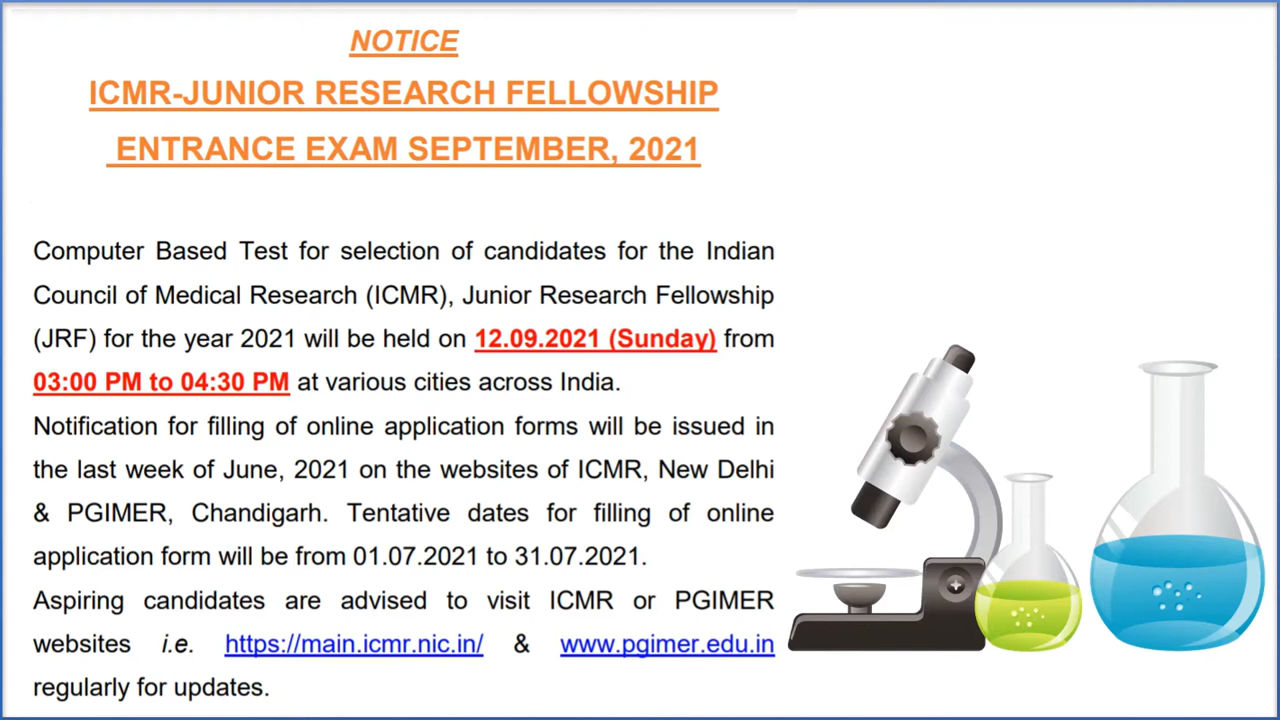 NOTICE
ICMR-JUNIOR RESEARCH FELLOWSHIP
ENTRANCE EXAM SEPTEMBER, 2021
Computer Based Test for selection of candidates for the Indian
Council of Medical Research (ICMR), Junior Research Fellowship
(JRF) for the year 2021 will be held on 12.09.2021 (Sunday) from
03:00 PM to 04:30 PM at various cities across India.
Notification for filling of online application forms will be issued in
the last week of June, 2021 on the websites of ICMR, New Delhi
& PGIMER, Chandigarh. Tentative dates for filling of online
application form will be from 01.07.2021 to 31.07.2021.
Aspiring candidates are advised to visit ICMR or PGIMER
websites i.e. https://main.icmr.nic.in/ & www.pgimer.edu.in
regularly for updates.